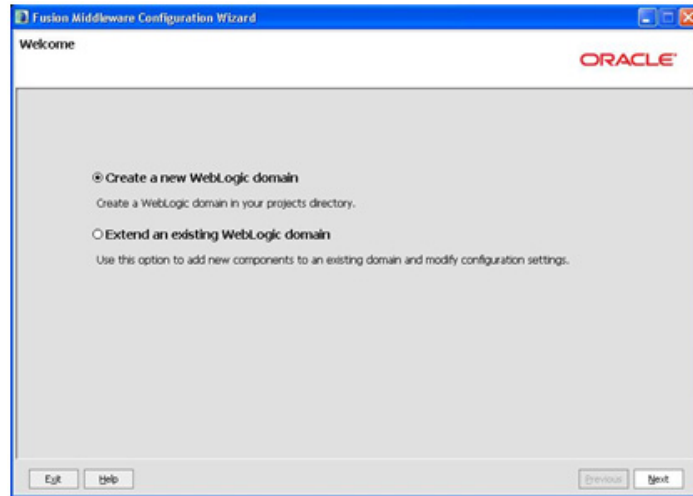 Fusion Middleware Configuration Wizard
Welcome
ORACLE
Create a new WebLogic domain
Create a WebLogic domain in your projects directory.
Extend an existing WebLogic domain
Use this option to add new components to an existing domain and modify configuration settings.
Exit Help Previous Next